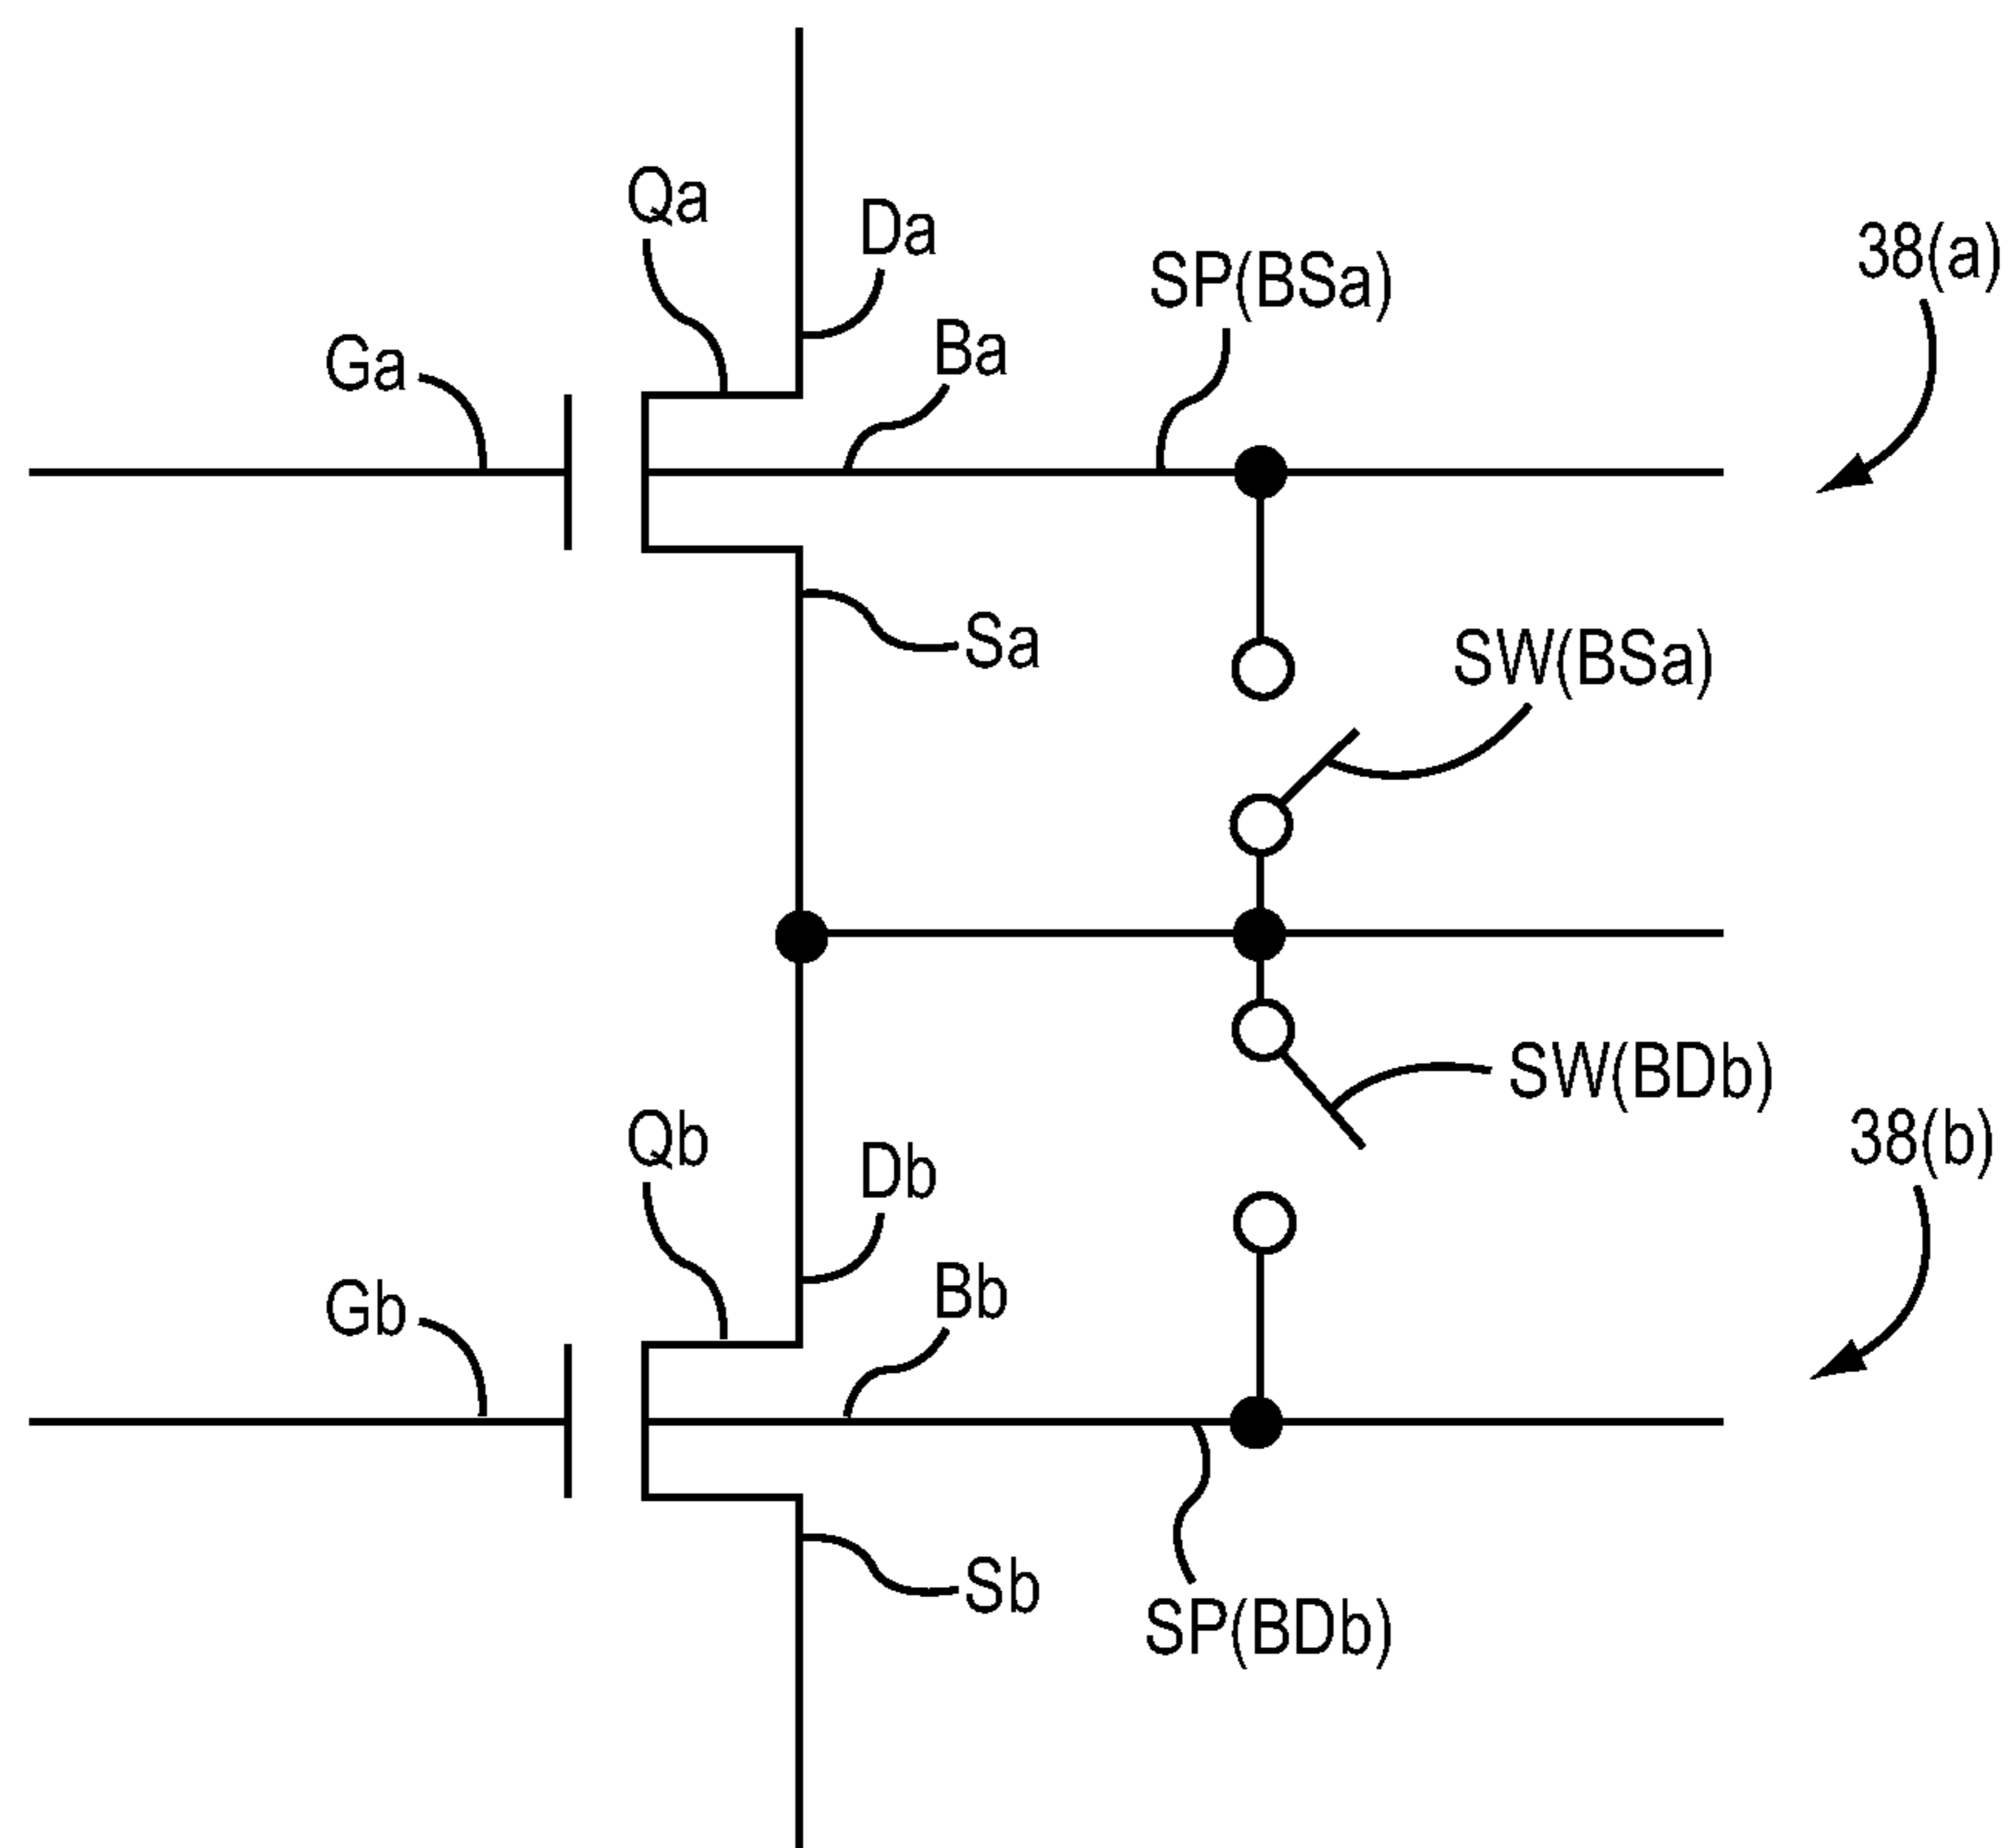 Qa
Da
38(a)
SP(BSa)
Ba
Ga
Sa
SW(BSa)
SW(BDb)
Qb
Db
38(b)
Bb
Gb
Sb
SP(BDb)